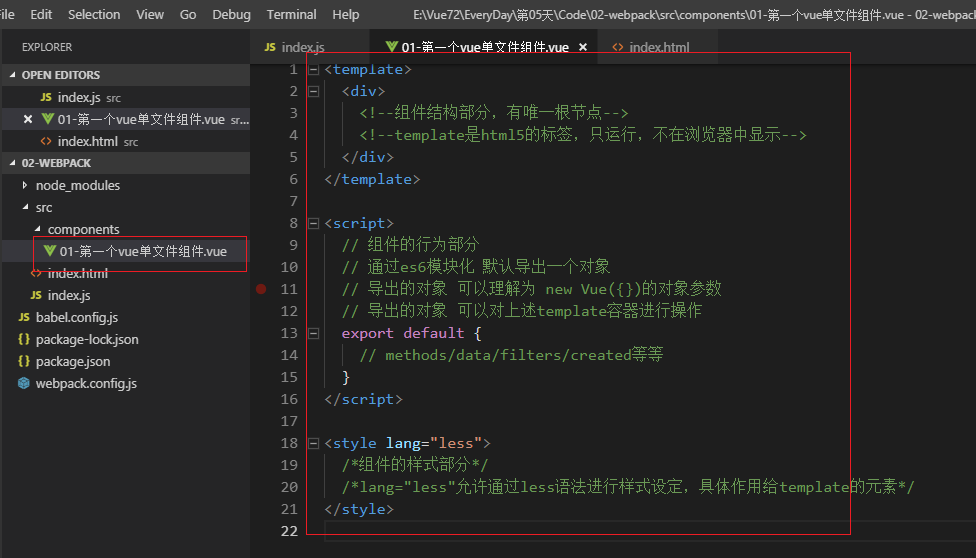 File Edit Selection View Go Debug Terminal Help E:\Vue72\EveryDay\第05天\Code\02-webpack\src\components\01-第一个vue单文件组件.vue - 02-webpack
EXPLORER
OPEN EDITORS
JS index.js src
01-第一个vue单文件组件.vue sr...
<> index.html src
02-WEBPACK
node_modules
src
components
01-第一个vue单文件组件.vue
<> index.html
JS index.js
JS babel.config.js
{} package-lock.json
{} package.json
webpack.config.js
JS index.js 01-第一个vue单文件组件.vue × <> index.html
1 <template>
2 <div>
3 <!--组件结构部分，有唯一根节点-->
4 <!--template是html5的标签，只运行，不在浏览器中显示-->
5 </div>
6 </template>
7
8 <script>
9 // 组件的行为部分
10 // 通过es6模块化 默认导出一个对象
11 // 导出的对象 可以理解为 new Vue({})的对象参数
12 // 导出的对象 可以对上述template容器进行操作
13 export default {
14 // methods/data/filters/created等等
15 }
16 </script>
17
18 <style lang="less">
19 /*组件的样式部分*/
20 /*lang="less"允许通过less语法进行样式设定，具体作用给template的元素*/
21 </style>
22